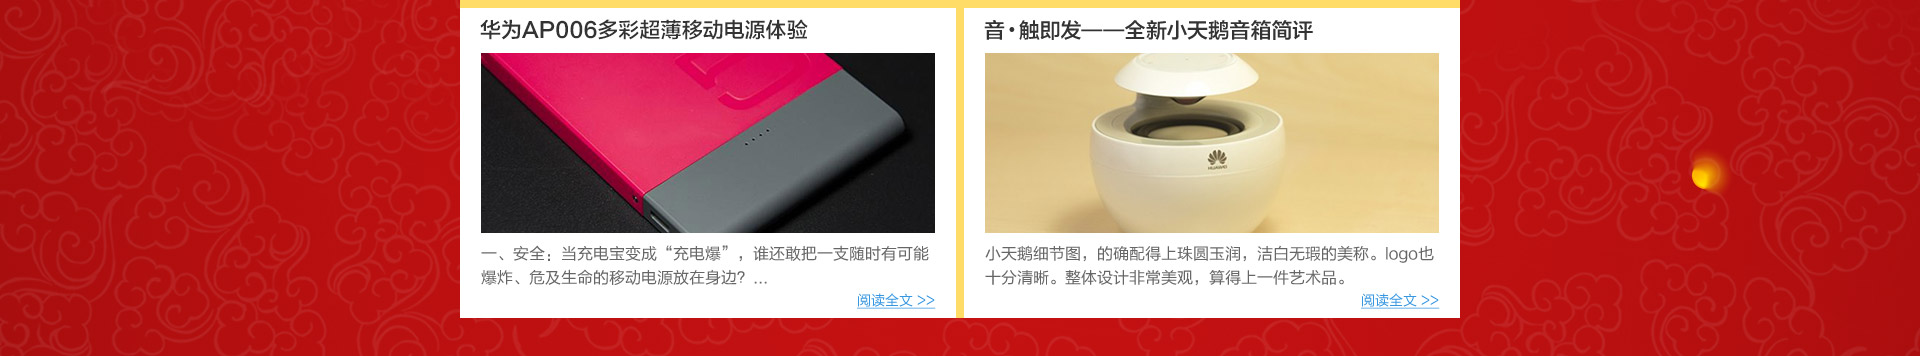 华为AP006多彩超薄移动电源体验
一、安全：当充电宝变成“充电爆”，谁还敢把一支随时有可能
爆炸、危及生命的移动电源放在身边？...
阅读全文 >>
音·触即发——全新小天鹅音箱简评
HUAWEI
小天鹅细节图，的确配得上珠圆玉润，洁白无瑕的美称。logo也
十分清晰。整体设计非常美观，算得上一件艺术品。
阅读全文 >>